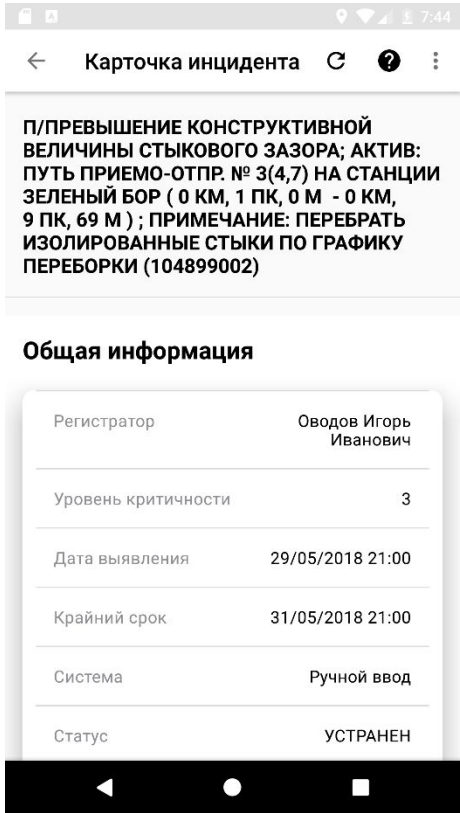 7:44
Карточка инцидента
П/ПРЕВЫШЕНИЕ КОНСТРУКТИВНОЙ
ВЕЛИЧИНЫ СТЫКОВОГО ЗАЗОРА; АКТИВ:
ПУТЬ ПРИЕМО-ОТПР. № 3(4,7) НА СТАНЦИИ
ЗЕЛЕНЫЙ БОР ( 0 КМ, 1 ПК, 0 М - 0 КМ,
9 ПК, 69 М ) ; ПРИМЕЧАНИЕ: ПЕРЕБРАТЬ
ИЗОЛИРОВАННЫЕ СТЫКИ ПО ГРАФИКУ
ПЕРЕБОРКИ (104899002)
Общая информация
Регистратор Оводов Игорь
Иванович
Уровень критичности 3
Дата выявления 29/05/2018 21:00
Крайний срок 31/05/2018 21:00
Система Ручной ввод
Статус УСТРАНЕН